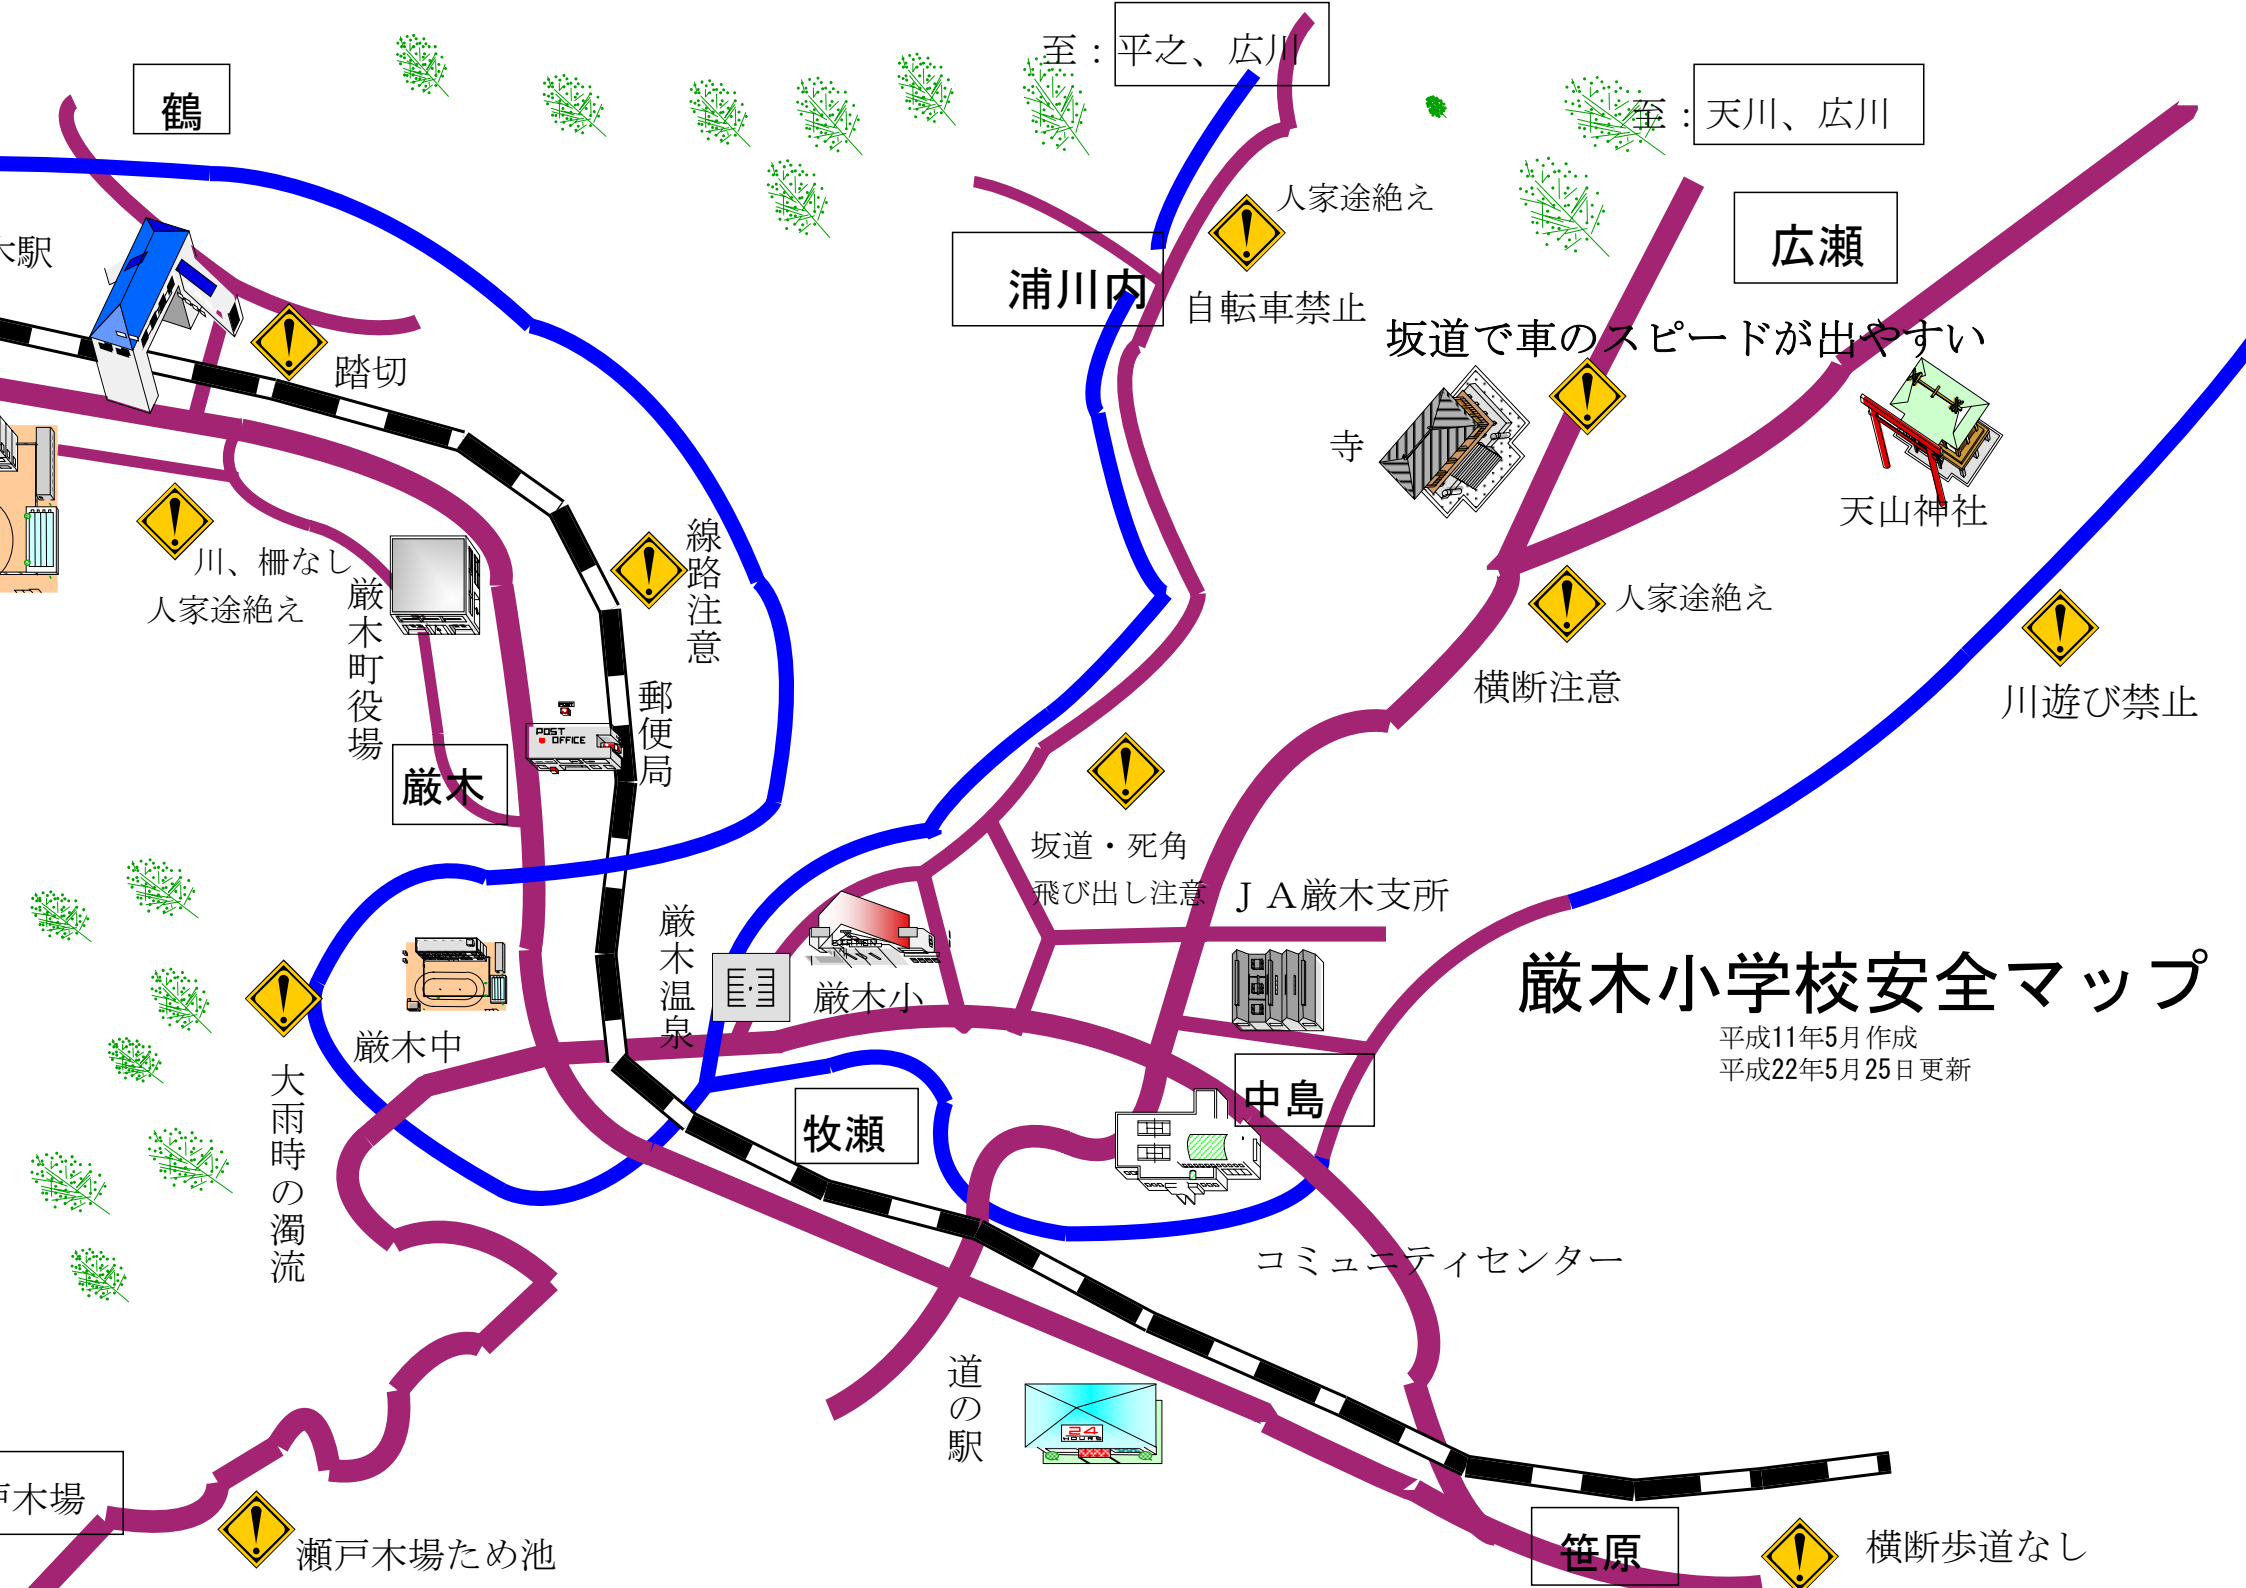 鶴
至：平之、広川
至：天川、広川
人家途絶え
木駅
浦川内
自転車禁止
広瀬
坂道で車のスピードが出やすい
踏切
寺
天山神社
川、柵なし
人家途絶え
線路注意
厳木町役場
人家途絶え
横断注意
川遊び禁止
郵便局
POST
OFFICE
厳木
坂道・死角
飛び出し注意
ＪＡ厳木支所
厳木温泉
厳木小
厳木小学校安全マップ
平成11年5月作成
平成22年5月25日更新
厳木中
大雨時の濁流
牧瀬
中島
コミュニティセンター
道の駅
24
HOURS
戸木場
瀬戸木場ため池
笹原
横断歩道なし